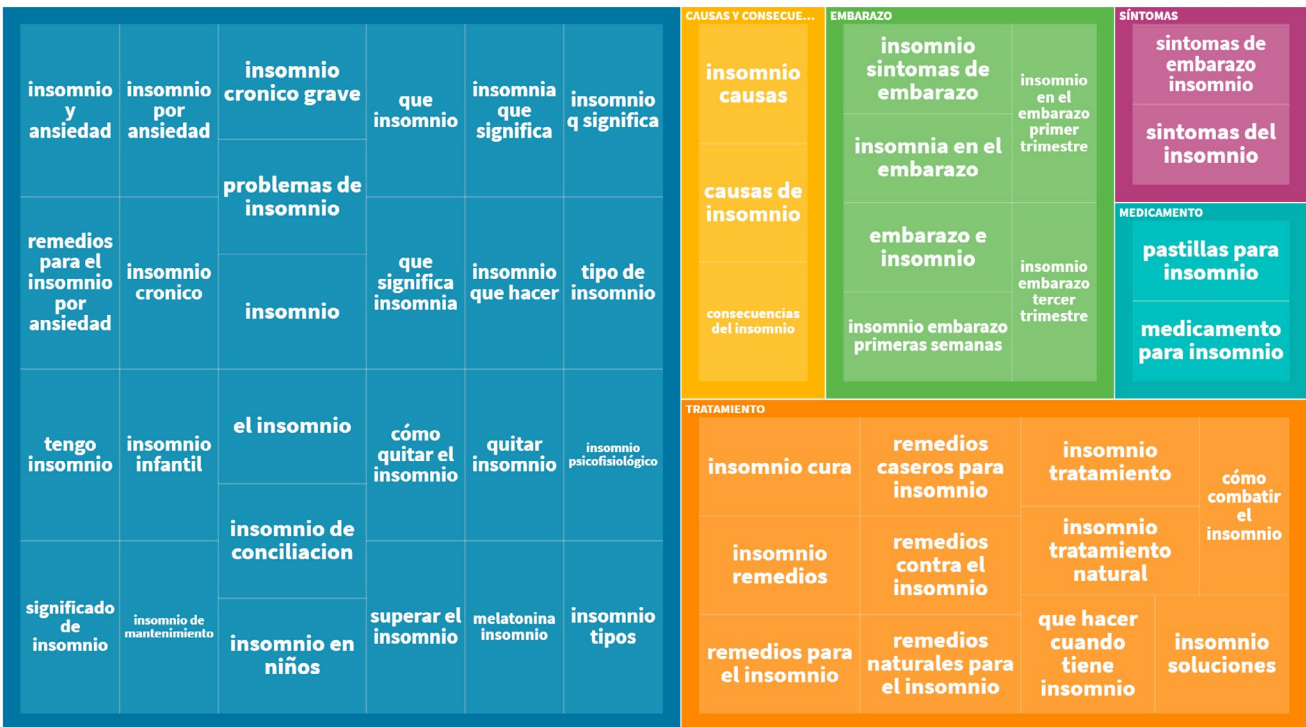 insomnio
y
ansiedad
insomnio
por
ansiedad
insomnio
cronico grave
que
insomnio
insomnia
que
significa
insomnio
q significa
problemas de
insomnio
remedios
para el
insomnio
por
ansiedad
insomnio
cronico
insomnio
que
significa
insomnia
insomnio
que hacer
tipo de
insomnio
tengo
insomnio
insomnio
infantil
el insomnio
cómo
quitar el
insomnio
quitar
insomnio
insomnio
psicofisiológico
insomnio de
conciliacion
significado
de
insomnio
insomnio de
mantenimiento
insomnio en
niños
superar el
insomnio
melatonina
insomnio
insomnio
tipos
CAUSAS Y CONSECUE...
insomnio
causas
causas de
insomnio
consecuencias
del insomnio
EMBARAZO
insomnio
sintomas de
embarazo
insomnio
en el
embarazo
primer
trimestre
insomnia en el
embarazo
embarazo e
insomnio
insomnio
embarazo
tercer
trimestre
insomnio embarazo
primeras semanas
SÍNTOMAS
sintomas de
embarazo
insomnio
sintomas del
insomnio
MEDICAMENTO
pastillas para
insomnio
medicamento
para insomnio
TRATAMIENTO
insomnio cura
remedios
caseros para
insomnio
insomnio
tratamiento
cómo
combatir
el
insomnio
insomnio
remedios
remedios
contra el
insomnio
insomnio
tratamiento
natural
remedios para
el insomnio
remedios
naturales para
el insomnio
que hacer
cuando
tiene
insomnio
insomnio
soluciones